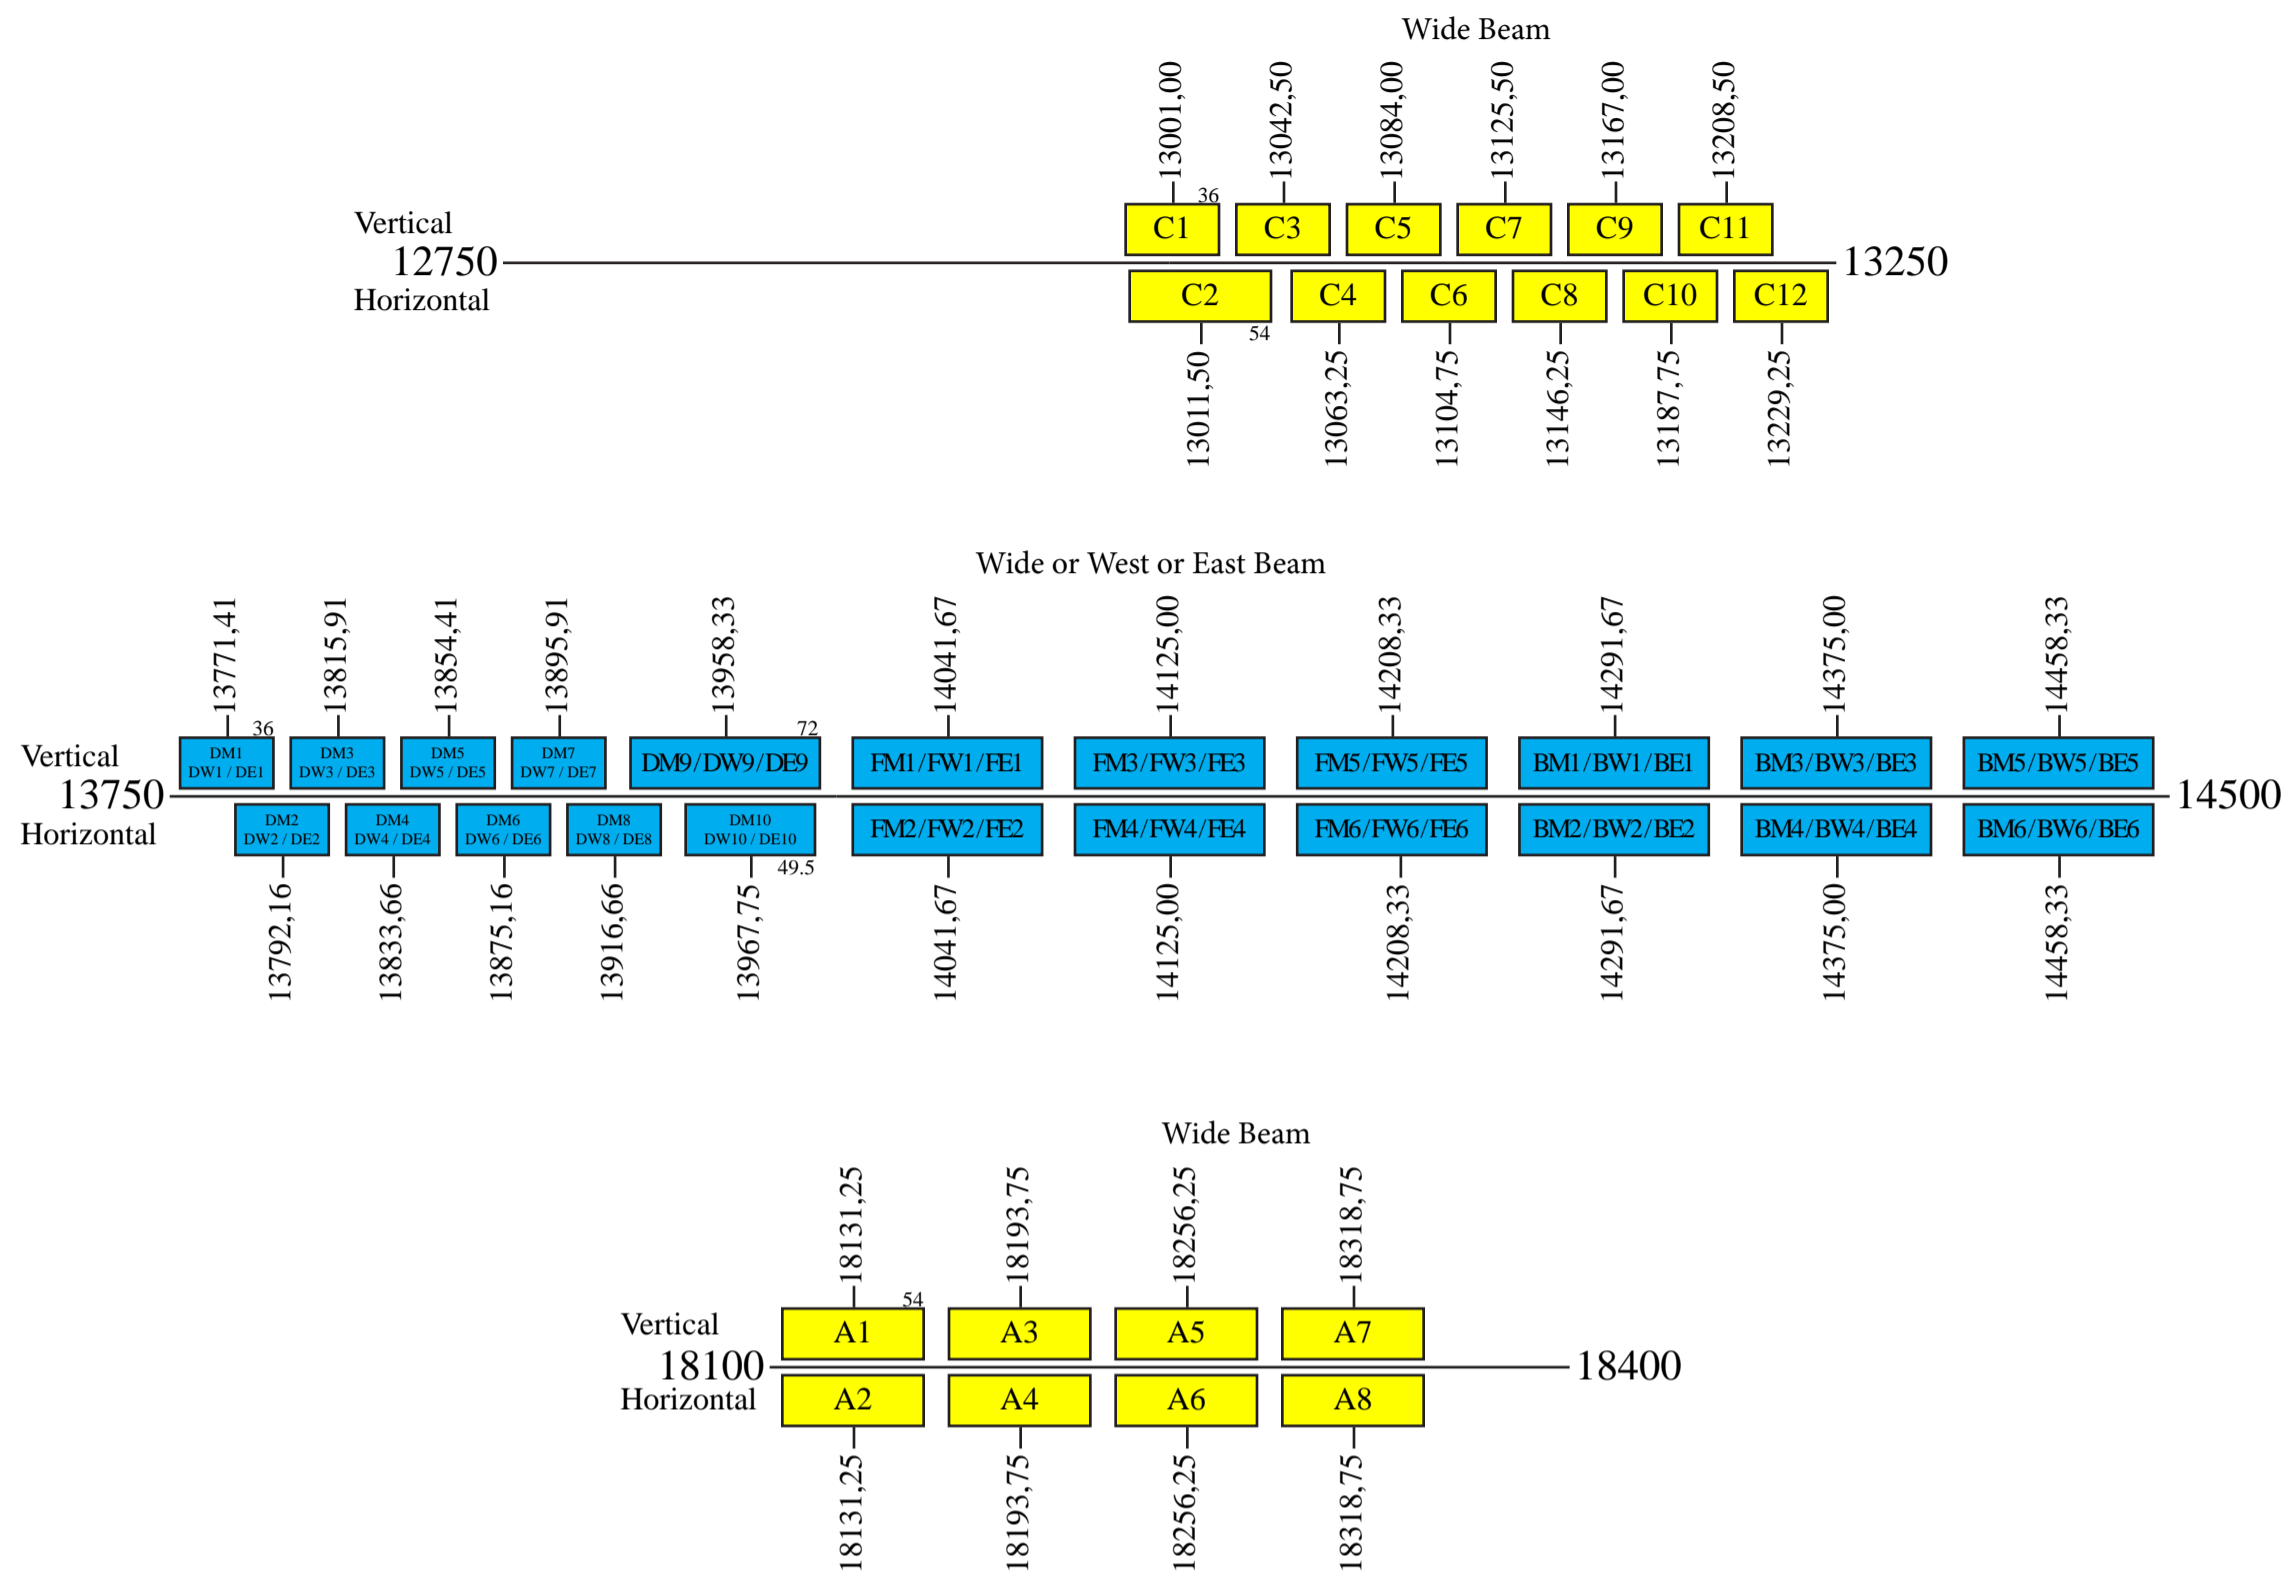 Wide Beam
13001,00 13042,50 13084,00 13125,50 13167,00 13208,50
36
Vertical C1 C3 C5 C7 C9 C11
12750 13250
Horizontal C2 C4 C6 C8 C10 C12
54
13011,50 13063,25 13104,75 13146,25 13187,75 13229,25
Wide or West or East Beam
13771,41 13815,91 13854,41 13895,91 13958,33 14041,67 14125,00 14208,33 14291,67 14375,00 14458,33
36 72
Vertical
DM1 DM3 DM5 DM7
DW1 / DE1 DW3 / DE3 DW5 / DE5 DW7 / DE7 DM9/DW9/DE9 FM1/FW1/FE1 FM3/FW3/FE3 FM5/FW5/FE5 BM1/BW1/BE1 BM3/BW3/BE3 BM5/BW5/BE5
13750 14500
Horizontal
DM2 DM4 DM6 DM8 DM10
DW2 / DE2 DW4 / DE4 DW6 / DE6 DW8 / DE8 DW10 / DE10 FM2/FW2/FE2 FM4/FW4/FE4 FM6/FW6/FE6 BM2/BW2/BE2 BM4/BW4/BE4 BM6/BW6/BE6
49.5
13792,16 13833,66 13875,16 13916,66 13967,75 14041,67 14125,00 14208,33 14291,67 14375,00 14458,33
Wide Beam
18131,25 18193,75 18256,25 18318,75
54
Vertical A1 A3 A5 A7
18100 18400
Horizontal A2 A4 A6 A8
18131,25 18193,75 18256,25 18318,75